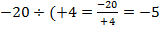 −20 ÷ (+4 = −20/+4 = −5